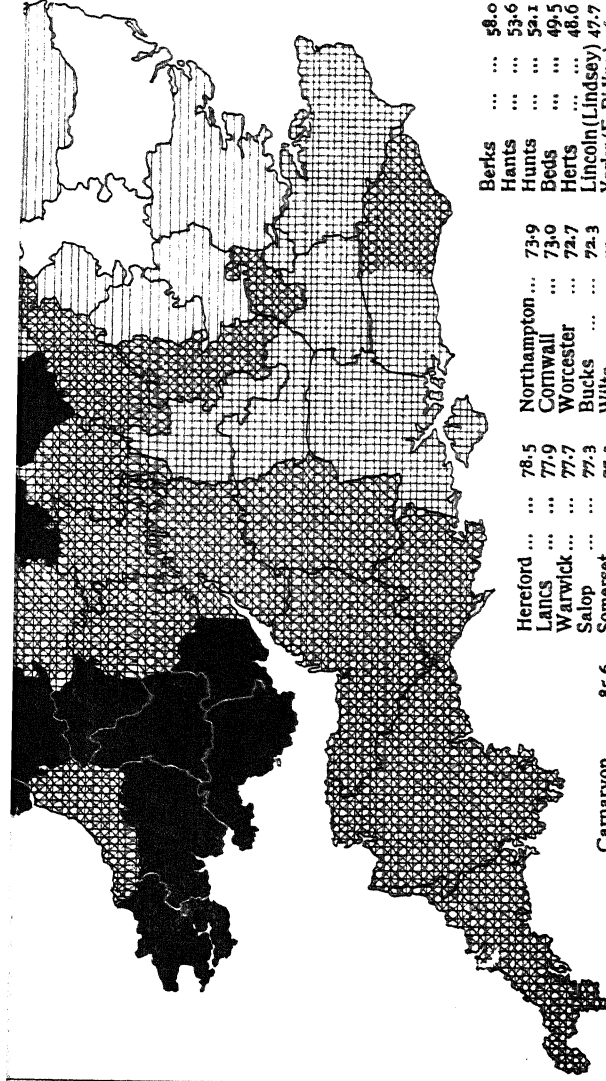 Carnarvon 85.6
Hereford ... ... 78.5
Lancs ... ... 77.9
Warwick ... ... 77.7
Salop ... ... 77.3
Somerset
Northampton ... 73.9
Cornwall ... 73.0
Worcester ... 72.7
Bucks ... ... 72.3
Wilts
Berks ... ... 58.0
Hants ... ... 53.6
Hunts ... ... 52.1
Beds ... ... 49.5
Herts ... ... 48.6
Lincoln (Lindsey) 47.7